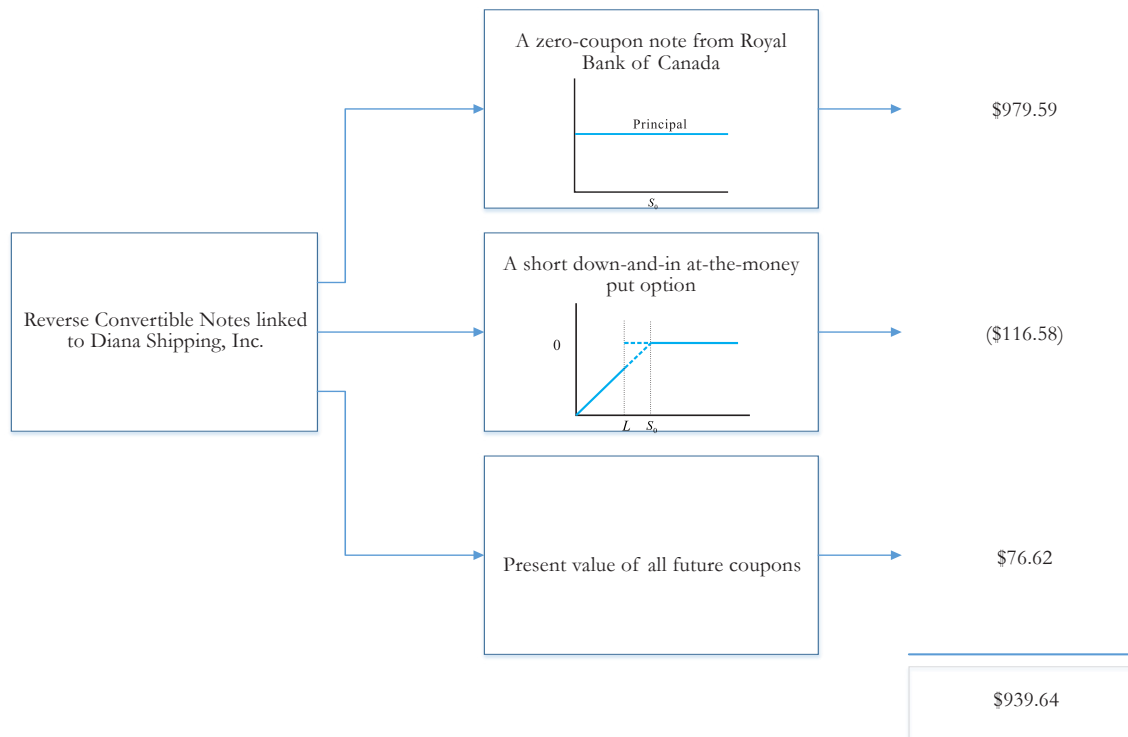 A zero-coupon note from Royal
Bank of Canada
Principal
S₀
$979.59
Reverse Convertible Notes linked
to Diana Shipping, Inc.
A short down-and-in at-the-money
put option
0
L S₀
($116.58)
Present value of all future coupons
$76.62
$939.64